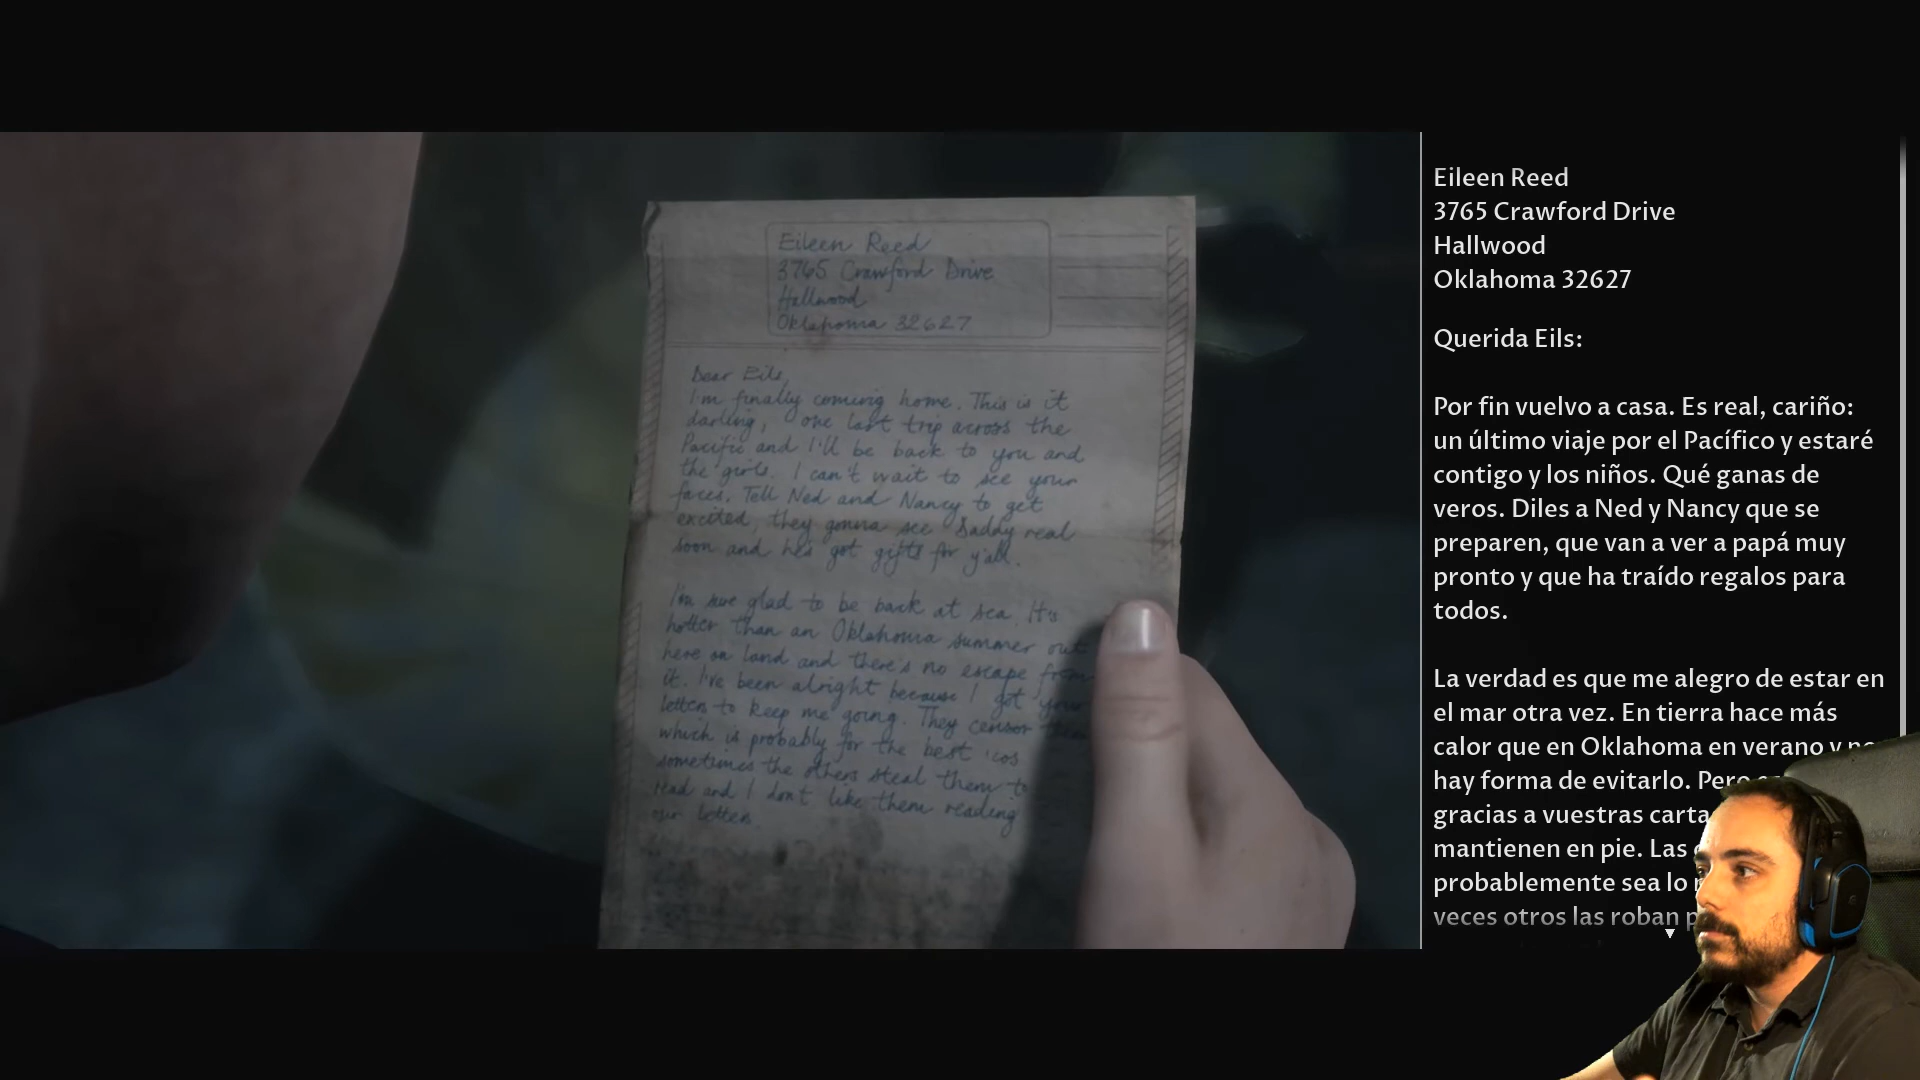 Eileen Reed
3765 Crawford Drive
Hallwood
Oklahoma 32627
Dear Eils,
I'm finally coming home. This is it
darling, one last trip across the
Pacific and I'll be back to you and
the girls. I can't wait to see your
faces. Tell Ned and Nancy to get
excited, they gonna see Daddy real
soon and he's got gifts for y'all.
I'm sure glad to be back at sea. It's
hotter than an Oklahoma summer out
here on land and there's no escape from
it. I've been alright because I got your
letters to keep me going. They censor
which is probably for the best 'cos
sometimes the others steal them to
read and I don't like them reading
our letters.
Eileen Reed
3765 Crawford Drive
Hallwood
Oklahoma 32627
Querida Eils:
Por fin vuelvo a casa. Es real, cariño:
un último viaje por el Pacífico y estaré
contigo y los niños. Qué ganas de
veros. Diles a Ned y Nancy que se
preparen, que van a ver a papá muy
pronto y que ha traído regalos para
todos.
La verdad es que me alegro de estar en
el mar otra vez. En tierra hace más
calor que en Oklahoma en verano y no
hay forma de evitarlo. Pero
gracias a vuestras
mantienen en pie. Las
probablemente sea lo
veces otros las roban